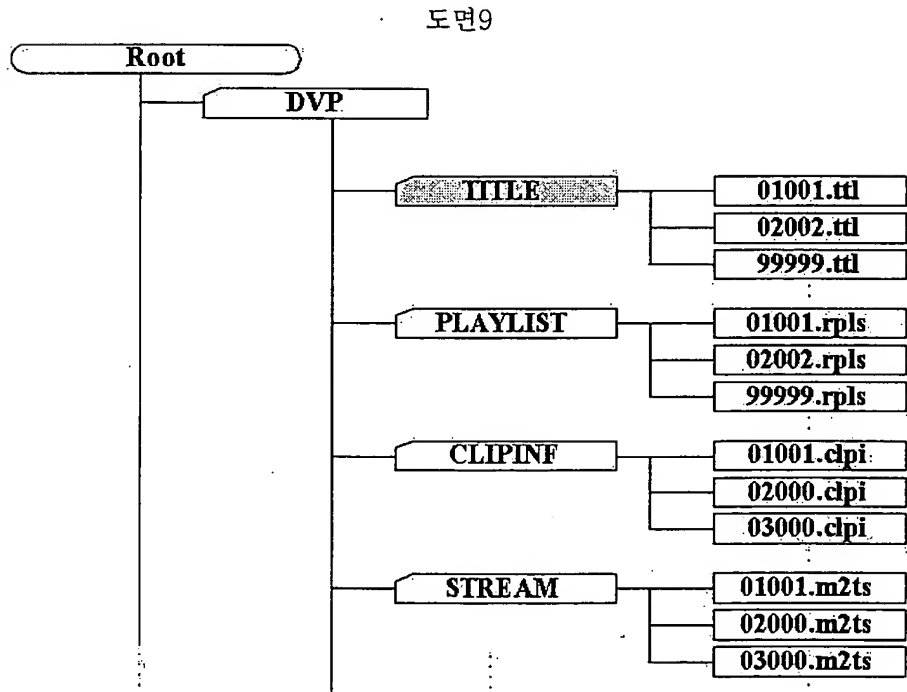 도면9
Root
DVP
TITLE
01001.ttl
02002.ttl
99999.ttl
PLAYLIST
01001.rpls
02002.rpls
99999.rpls
CLIPINF
01001.clpi
02000.clpi
03000.clpi
STREAM
01001.m2ts
02000.m2ts
03000.m2ts